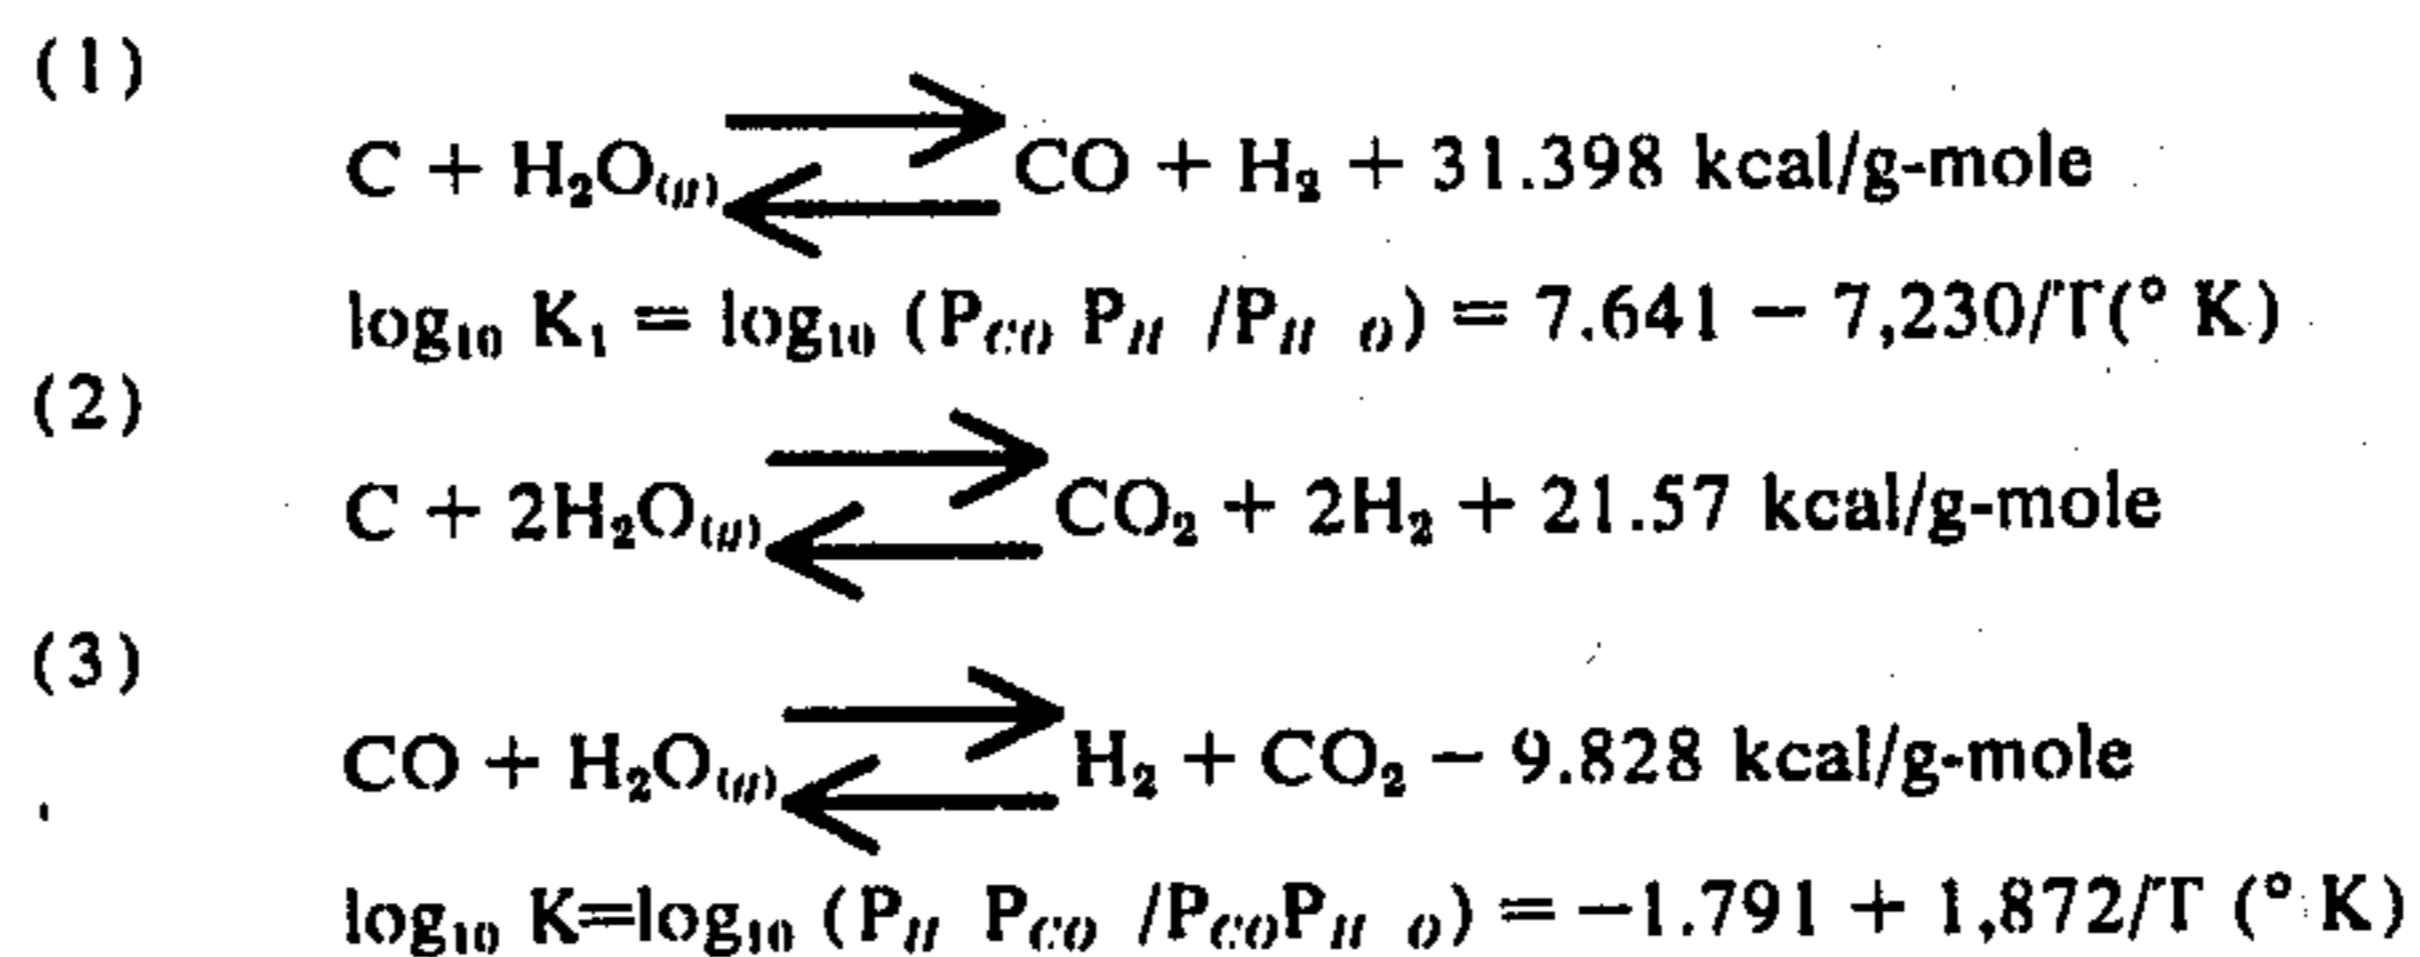 (1)
C + H₂O₍g₎ ⇄ CO + H₂ + 31.398 kcal/g-mole
log₁₀ K₁ = log₁₀ (P_CO P_H /P_H O) = 7.641 − 7,230/T(° K)
(2)
C + 2H₂O₍g₎ ⇄ CO₂ + 2H₂ + 21.57 kcal/g-mole
(3)
CO + H₂O₍g₎ ⇄ H₂ + CO₂ − 9.828 kcal/g-mole
log₁₀ K=log₁₀ (P_H P_CO /P_CO P_H O) = −1.791 + 1,872/T (° K)